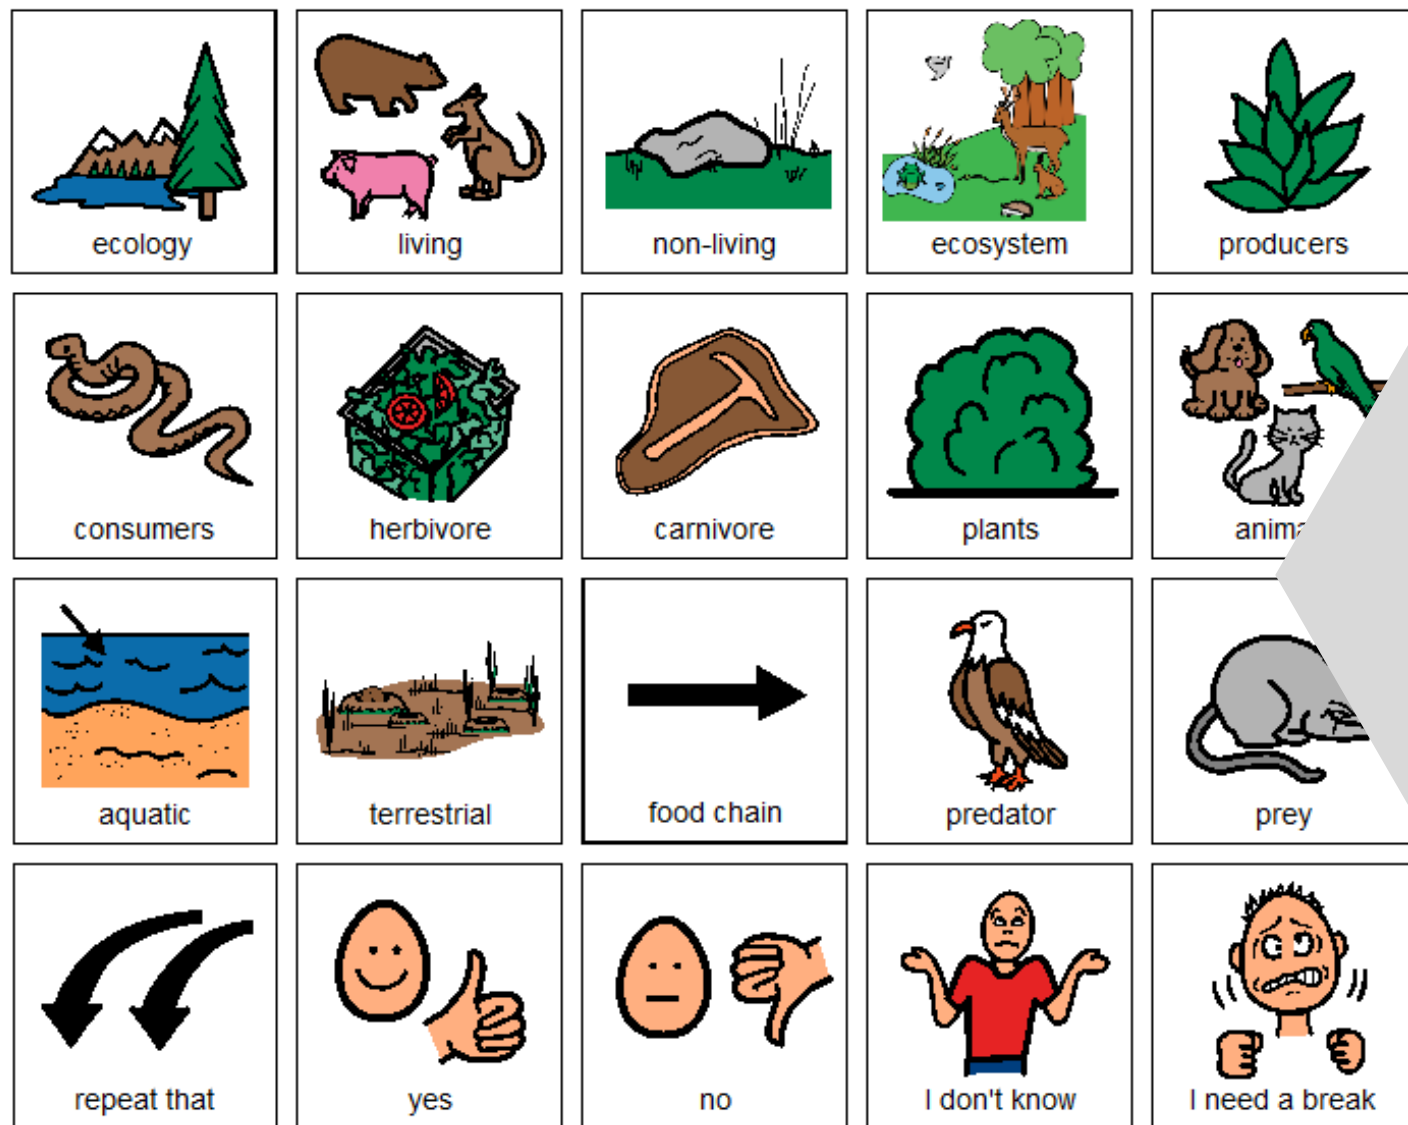 ecology
living
non-living
ecosystem
producers
consumers
herbivore
carnivore
plants
aquatic
terrestrial
food chain
predator
prey
repeat that
yes
no
I don't know
I need a break